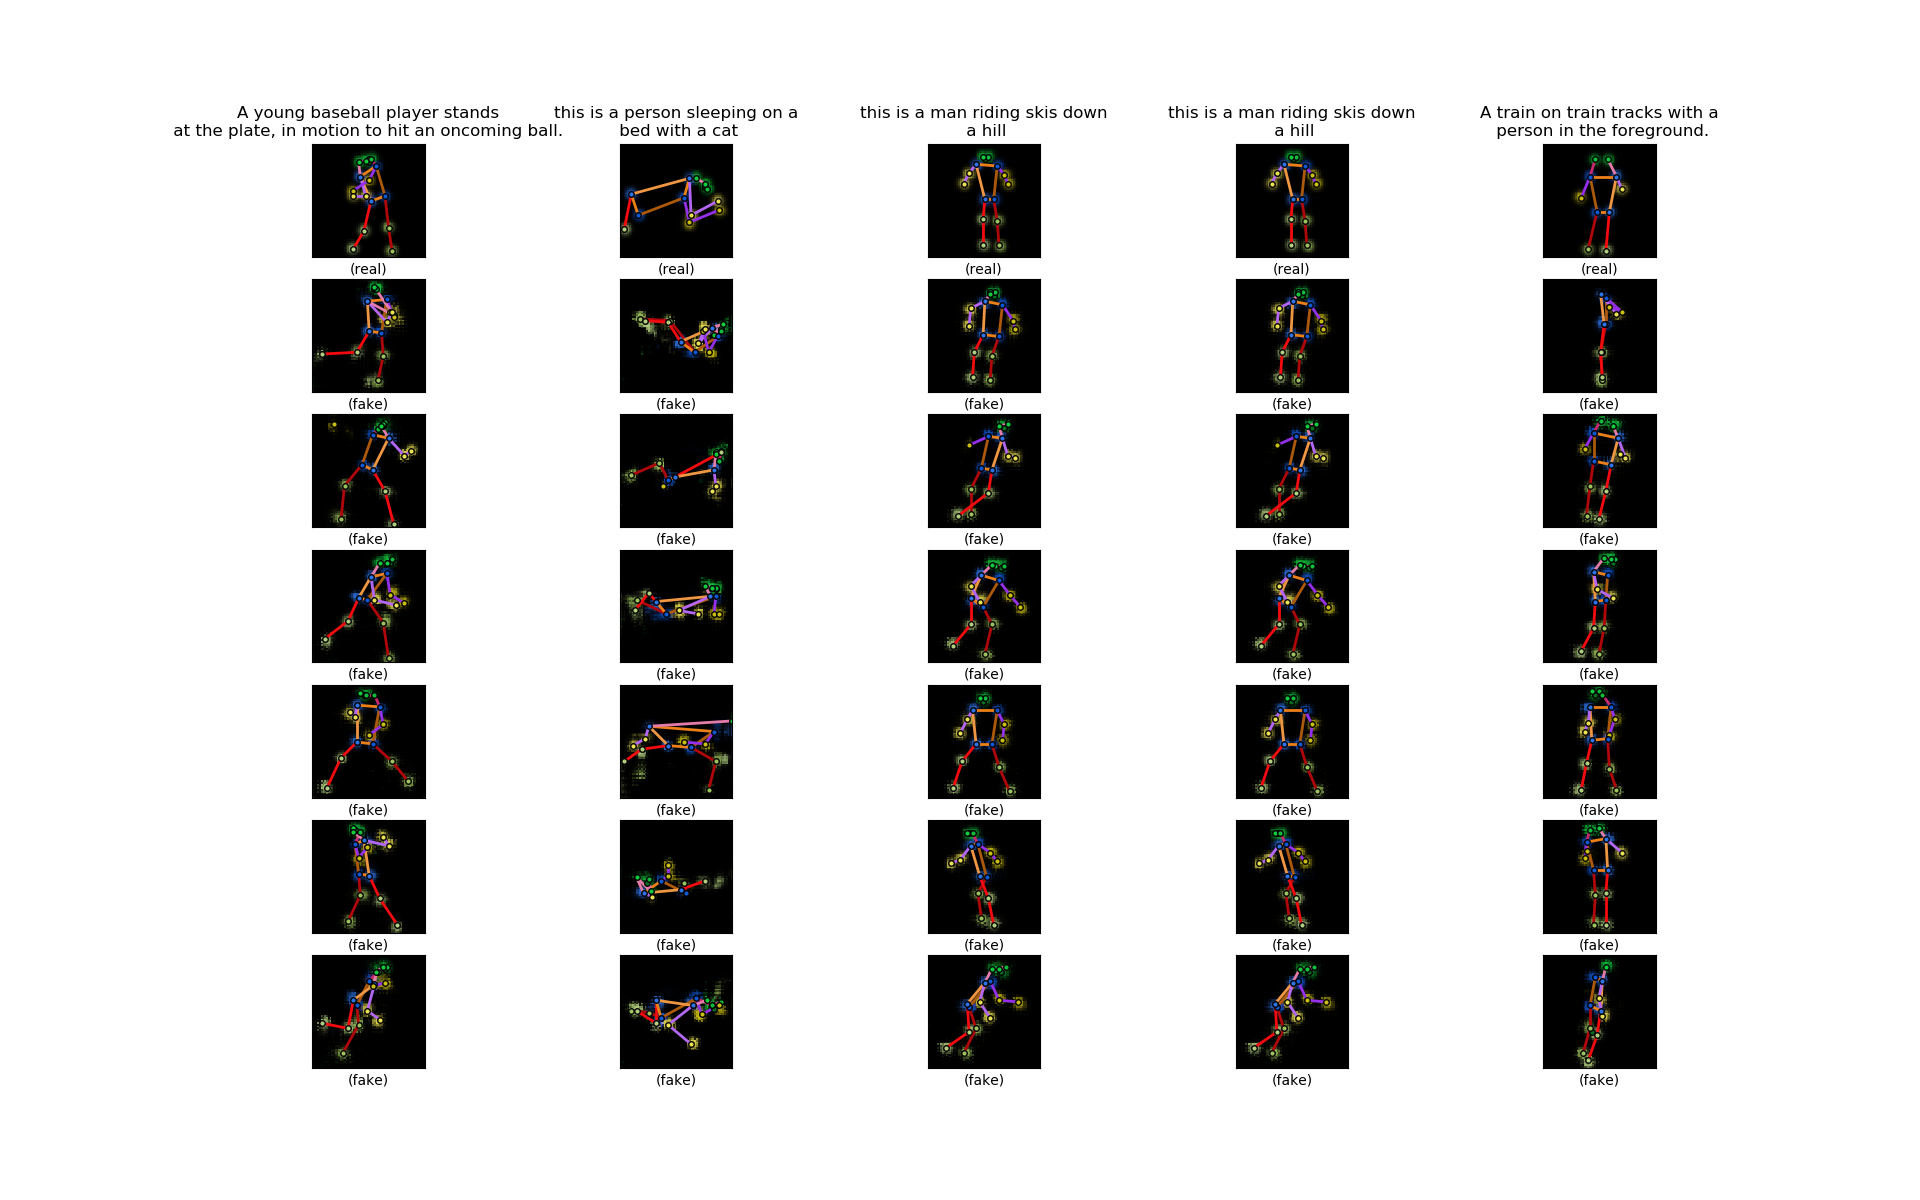 A young baseball player stands
at the plate, in motion to hit an oncoming ball.
this is a person sleeping on a
bed with a cat
this is a man riding skis down
a hill
this is a man riding skis down
a hill
A train on train tracks with a
person in the foreground.
(real) (real) (real) (real) (real)
(fake) (fake) (fake) (fake) (fake)
(fake) (fake) (fake) (fake) (fake)
(fake) (fake) (fake) (fake) (fake)
(fake) (fake) (fake) (fake) (fake)
(fake) (fake) (fake) (fake) (fake)
(fake) (fake) (fake) (fake) (fake)